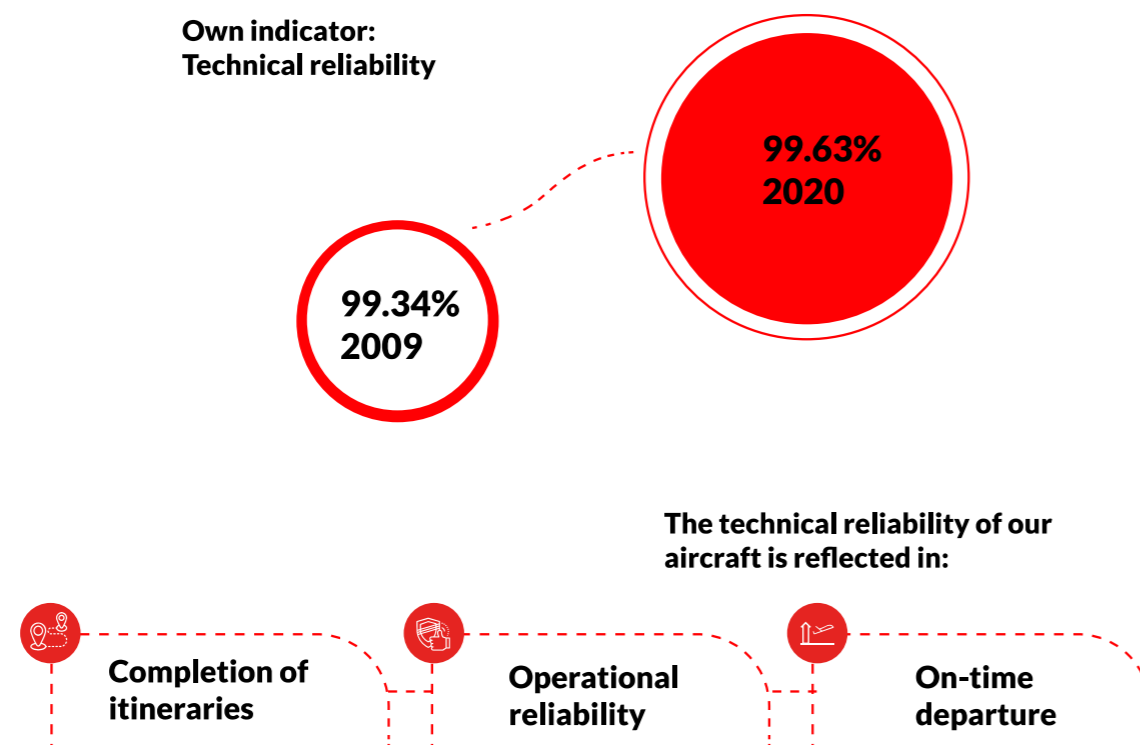 Own indicator:
Technical reliability
99.63%
2020
99.34%
2009
The technical reliability of our
aircraft is reflected in:
Completion of
itineraries
Operational
reliability
On-time
departure